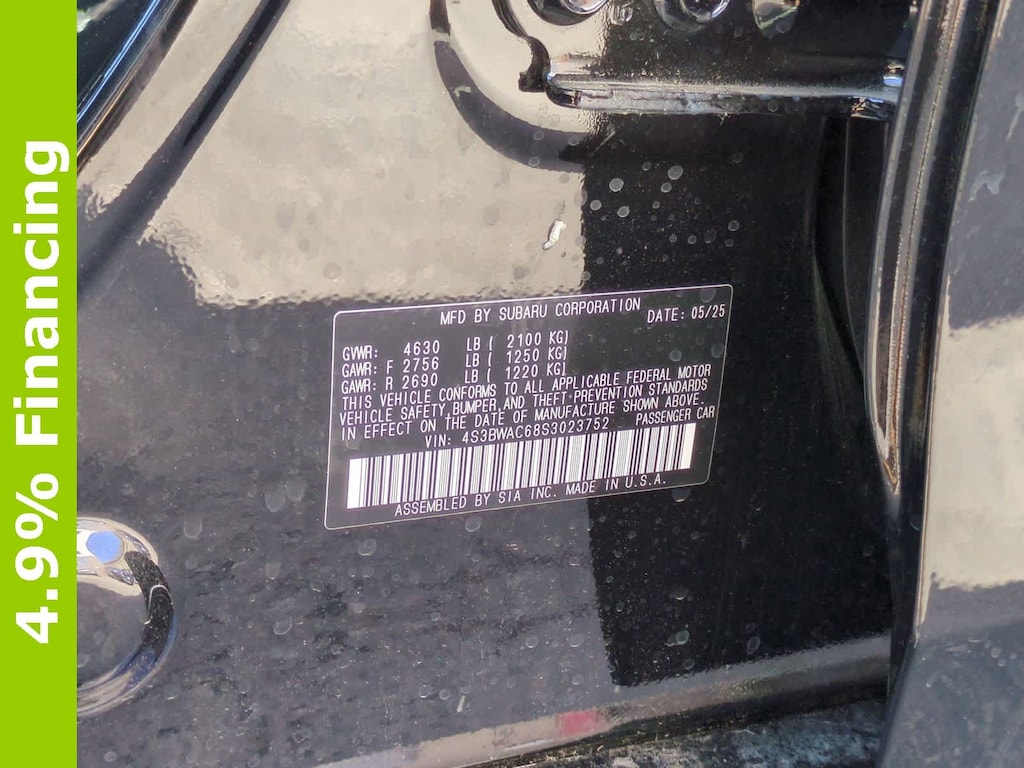 4.9% Financing
MFD BY SUBARU CORPORATION DATE: 05/25
GVWR: 4630 LB ( 2100 KG)
GAWR: F 2756 LB ( 1250 KG)
GAWR: R 2690 LB ( 1220 KG)
THIS VEHICLE CONFORMS TO ALL APPLICABLE FEDERAL MOTOR
VEHICLE SAFETY, BUMPER AND THEFT PREVENTION STANDARDS
IN EFFECT ON THE DATE OF MANUFACTURE SHOWN ABOVE.
VIN: 4S3BWAC68S3023752 PASSENGER CAR
ASSEMBLED BY SIA INC. MADE IN U.S.A.